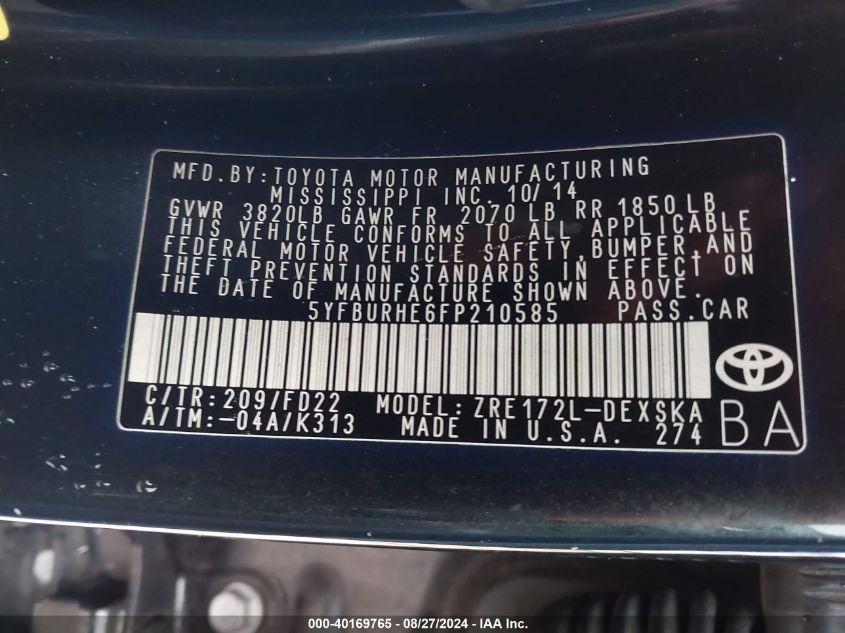 MFD. BY: TOYOTA MOTOR MANUFACTURING
MISSISSIPPI INC. 10/14
GVWR 3820LB GAWR FR 2070 LB RR 1850 LB
THIS VEHICLE CONFORMS TO ALL APPLICABLE
FEDERAL MOTOR VEHICLE SAFETY, BUMPER, AND
THEFT PREVENTION STANDARDS IN EFFECT ON
THE DATE OF MANUFACTURE SHOWN ABOVE.
5YFBURHE6FP210585 PASS.CAR
C/TR: 209/FD22 MODEL: ZRE172L-DEXSKA
A/TM: -04A/K313 MADE IN U.S.A. 274
BA
000-40169765 - 08/27/2024 - IAA Inc.